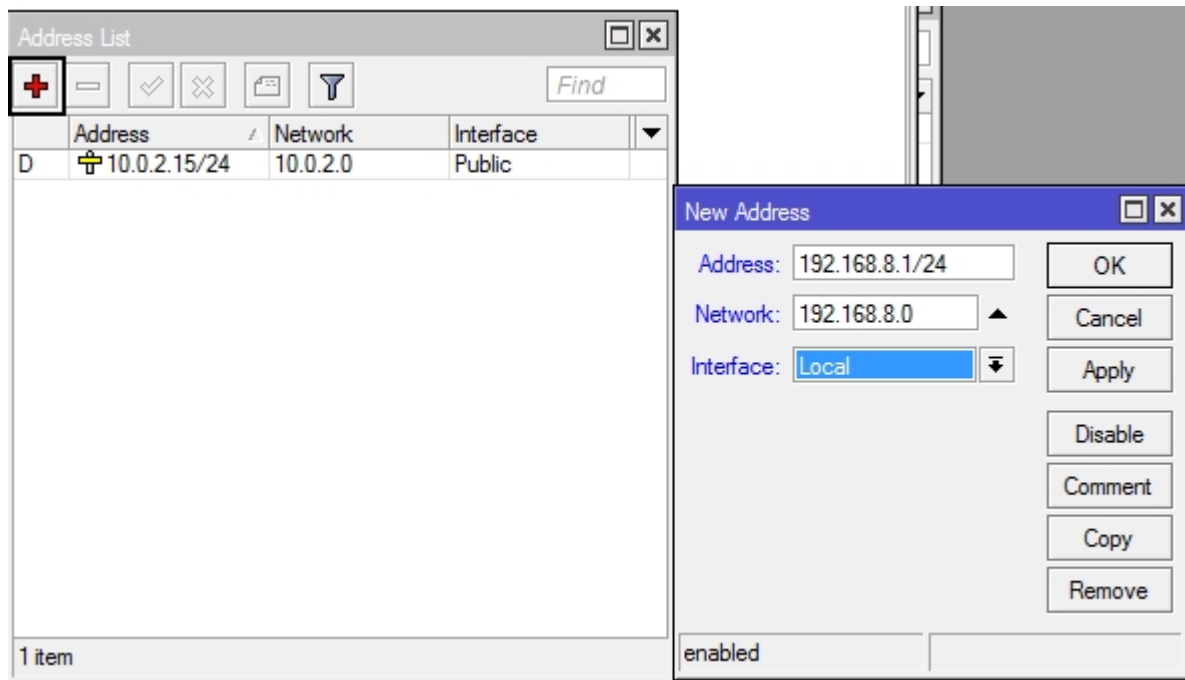 Address List
Find
Address Network Interface
D 10.0.2.15/24 10.0.2.0 Public
1 item
New Address
Address: 192.168.8.1/24
Network: 192.168.8.0
Interface: Local
OK
Cancel
Apply
Disable
Comment
Copy
Remove
enabled